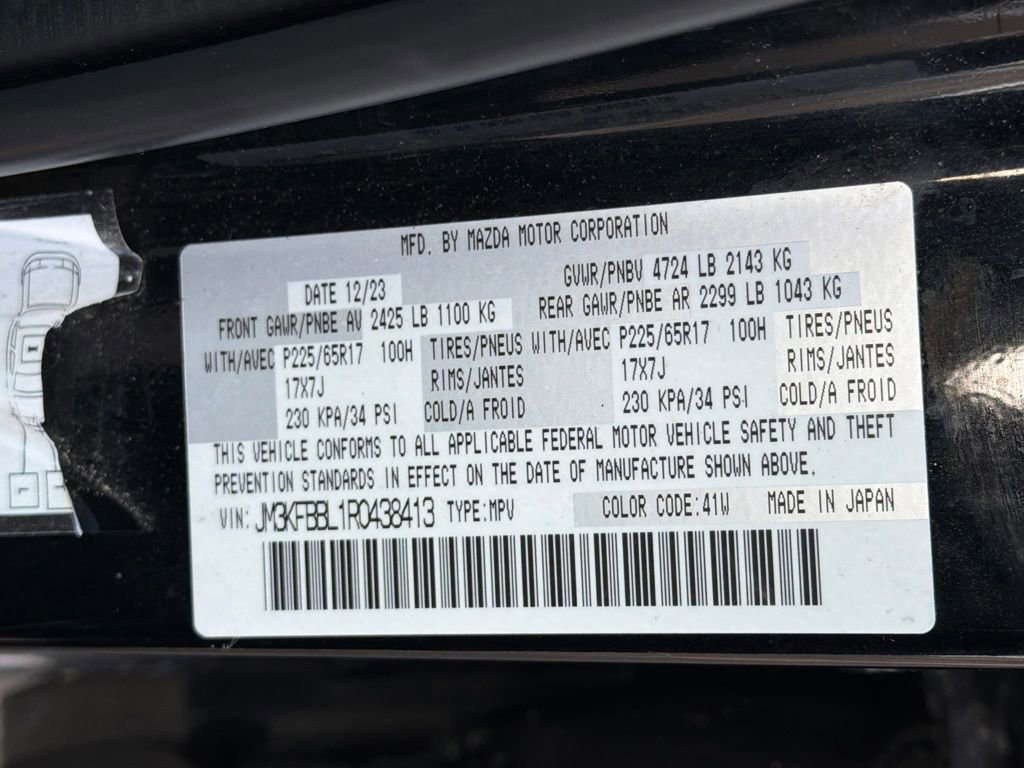 MFD. BY MAZDA MOTOR CORPORATION
DATE 12/23
GVWR/PNBV 4724 LB 2143 KG
FRONT GAWR/PNBE AV 2425 LB 1100 KG
REAR GAWR/PNBE AR 2299 LB 1043 KG
WITH/AVEC P225/65R17 100H TIRES/PNEUS WITH/AVEC P225/65R17 100H TIRES/PNEUS
17X7J RIMS/JANTES 17X7J RIMS/JANTES
230 KPA/34 PSI COLD/A FROID 230 KPA/34 PSI COLD/A FROID
THIS VEHICLE CONFORMS TO ALL APPLICABLE FEDERAL MOTOR VEHICLE SAFETY AND THEFT
PREVENTION STANDARDS IN EFFECT ON THE DATE OF MANUFACTURE SHOWN ABOVE.
VIN: JM3KFBBL1R0438413 TYPE:MPV COLOR CODE:41W MADE IN JAPAN